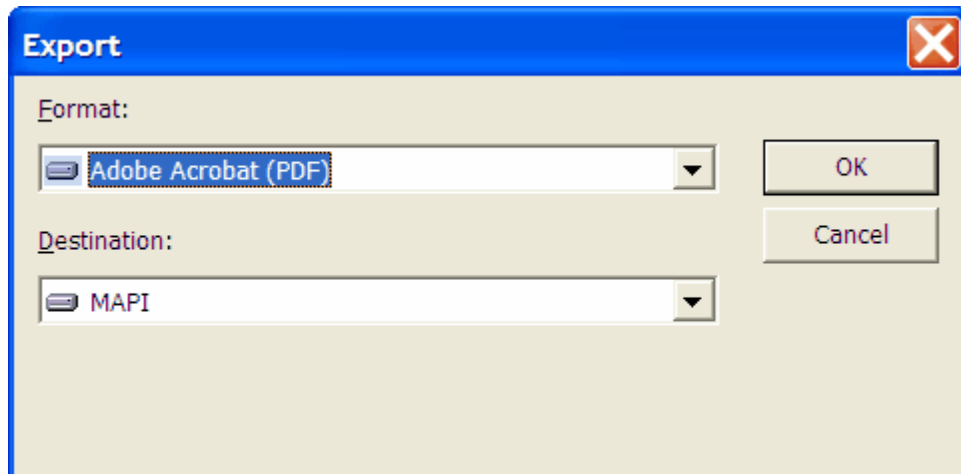 Export
Format:
Adobe Acrobat (PDF)
OK
Destination:
Cancel
MAPI